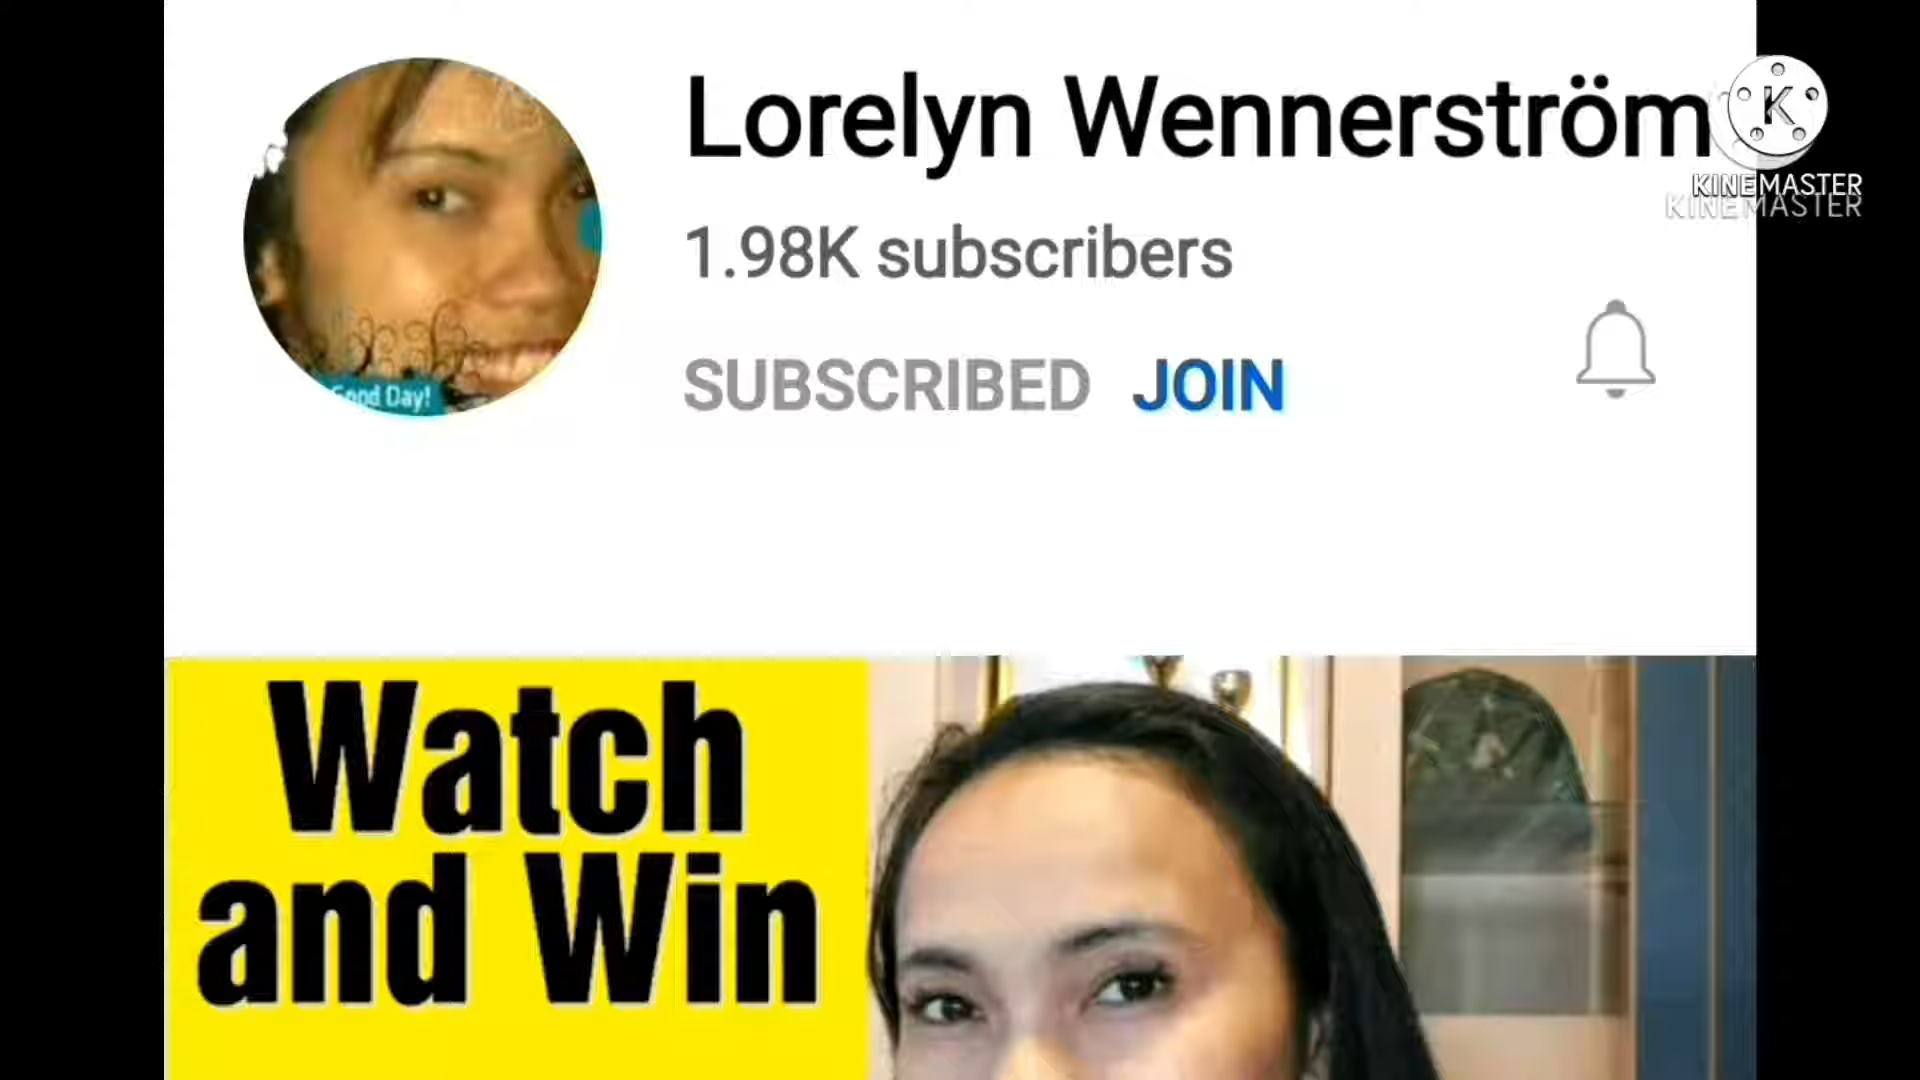 Lorelyn Wennerström
KINEMASTER
KINEMASTER
1.98K subscribers
SUBSCRIBED JOIN
Good Day!
Watch
and Win